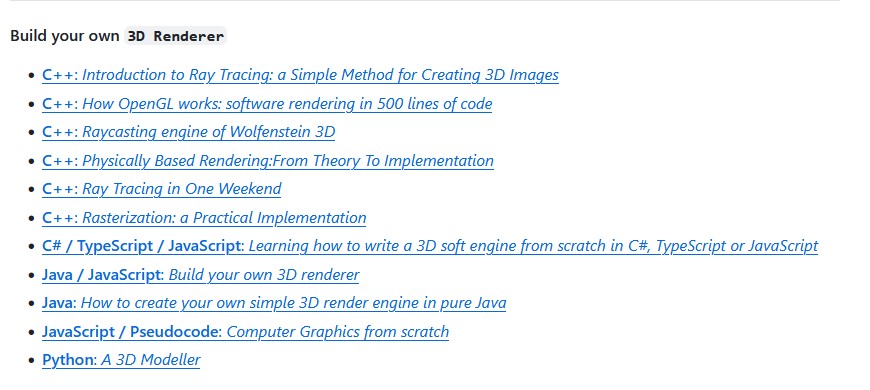 Build your own 3D Renderer
• C++: Introduction to Ray Tracing: a Simple Method for Creating 3D Images
• C++: How OpenGL works: software rendering in 500 lines of code
• C++: Raycasting engine of Wolfenstein 3D
• C++: Physically Based Rendering:From Theory To Implementation
• C++: Ray Tracing in One Weekend
• C++: Rasterization: a Practical Implementation
• C# / TypeScript / JavaScript: Learning how to write a 3D soft engine from scratch in C#, TypeScript or JavaScript
• Java / JavaScript: Build your own 3D renderer
• Java: How to create your own simple 3D render engine in pure Java
• JavaScript / Pseudocode: Computer Graphics from scratch
• Python: A 3D Modeller